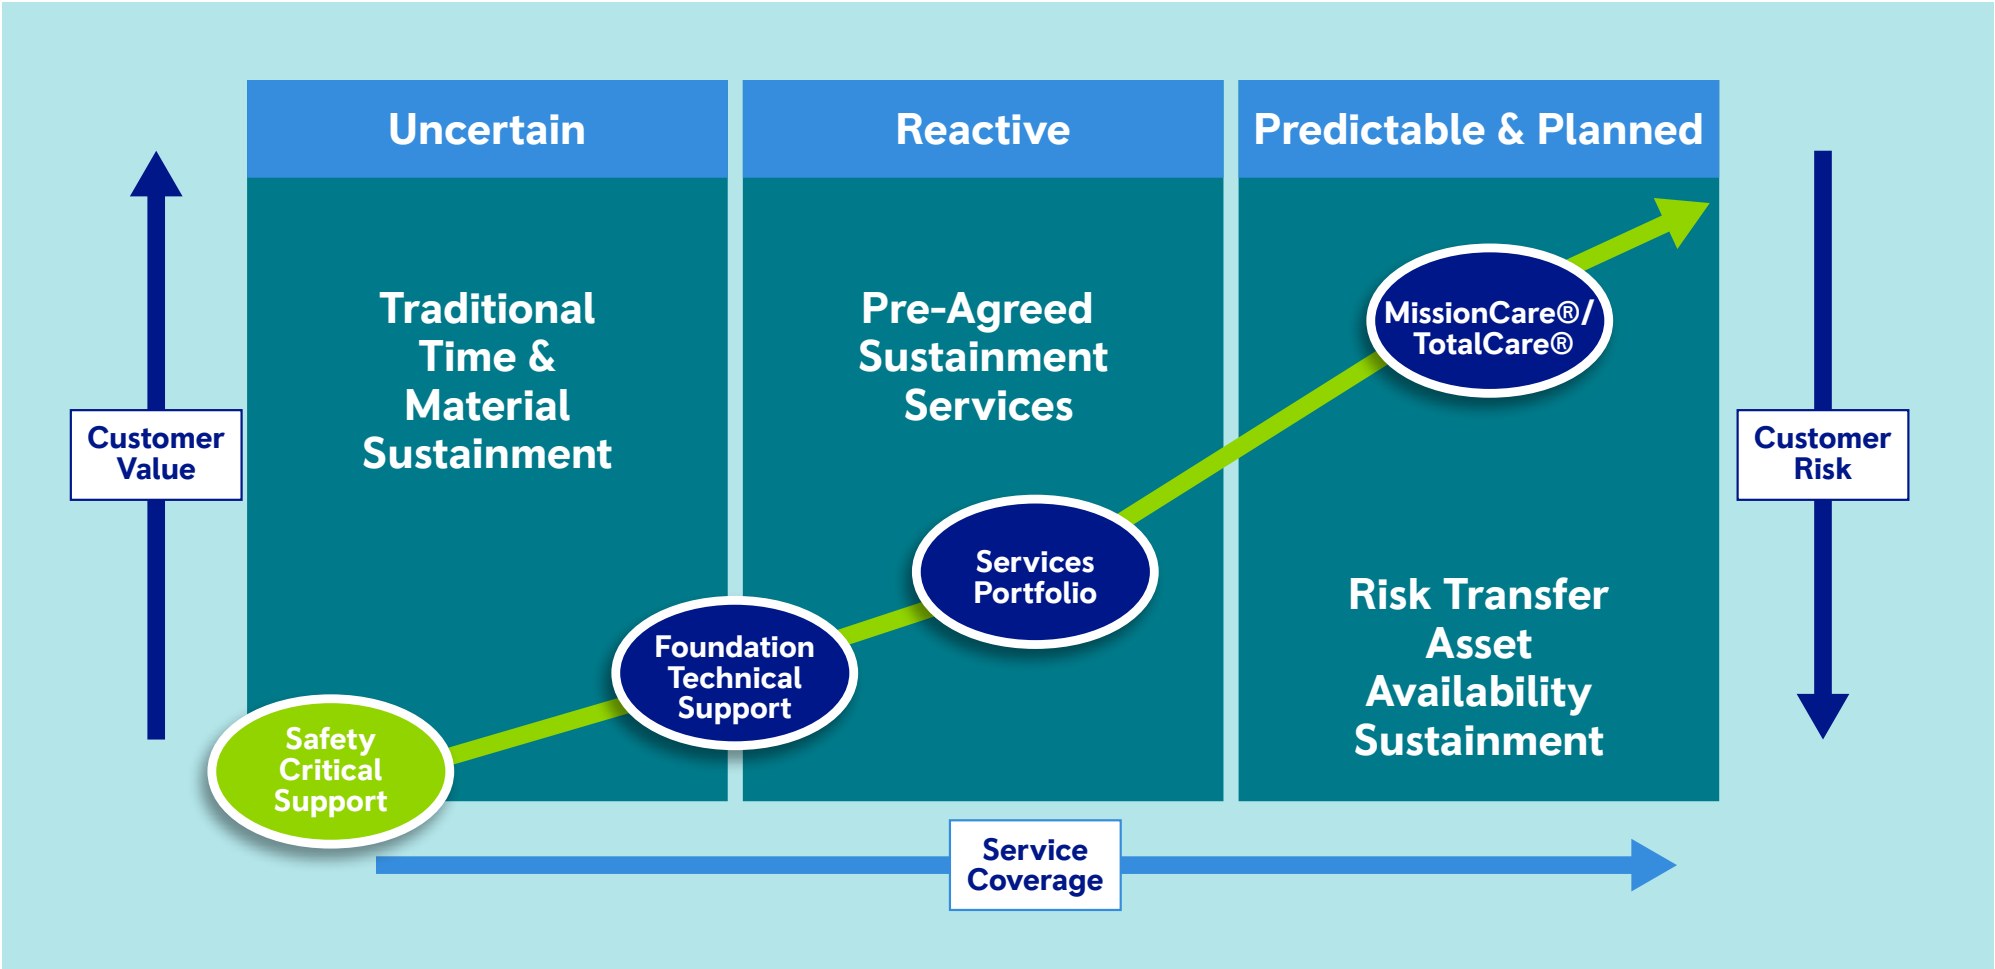 Uncertain
Reactive
Predictable & Planned
Traditional
Time &
Material
Sustainment
Pre-Agreed
Sustainment
Services
MissionCare®/
TotalCare®
Customer
Value
Customer
Risk
Services
Portfolio
Risk Transfer
Asset
Availability
Sustainment
Foundation
Technical
Support
Safety
Critical
Support
Service
Coverage